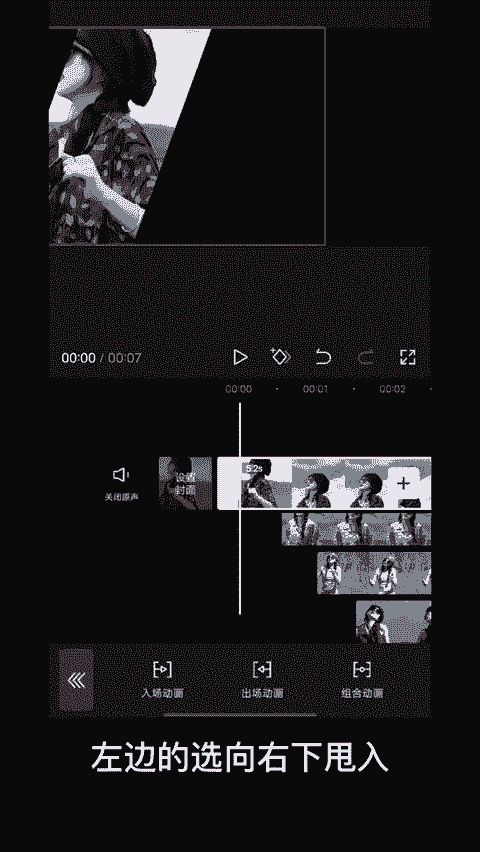 00:00 / 00:07
00:00 00:01 00:02
5.2s
关闭原声
设置
封面
入场动画 出场动画 组合动画
左边的选向右下甩入